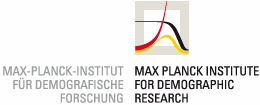 MAX-PLANCK-INSTITUT
FÜR DEMOGRAFISCHE
FORSCHUNG
MAX PLANCK INSTITUTE
FOR DEMOGRAPHIC
RESEARCH